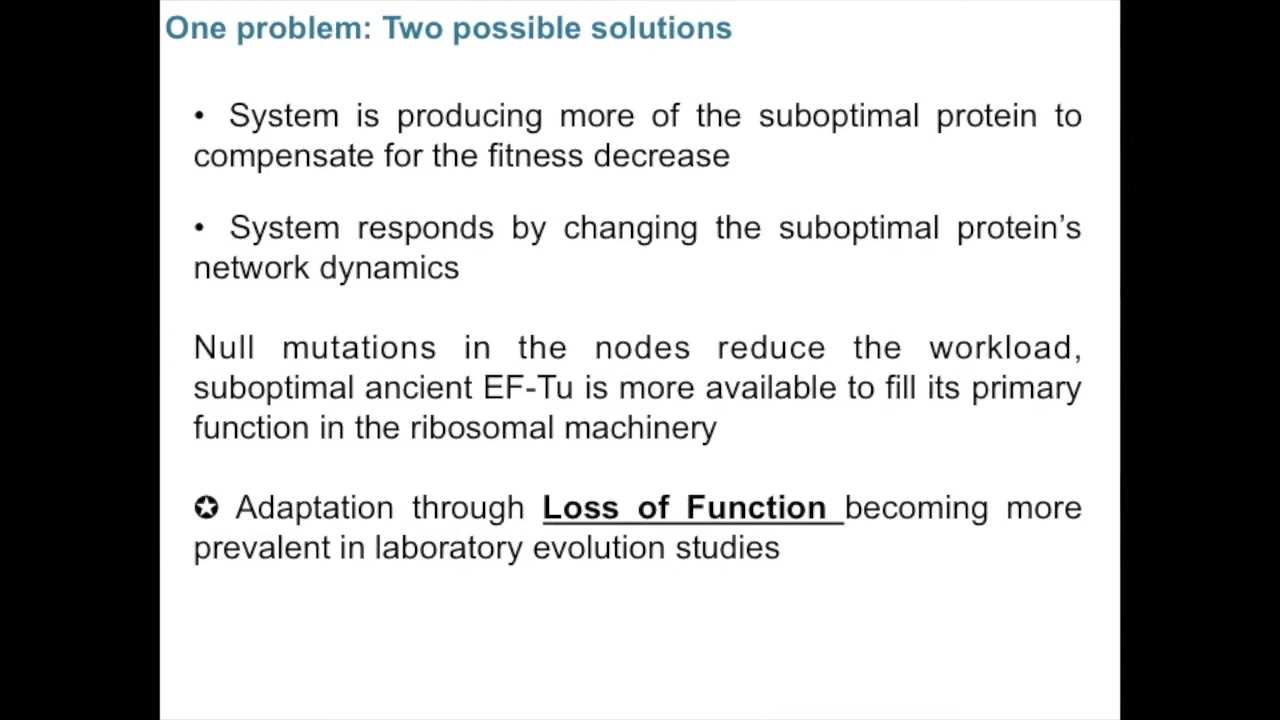 One problem: Two possible solutions
• System is producing more of the suboptimal protein to
compensate for the fitness decrease
• System responds by changing the suboptimal protein’s
network dynamics
Null mutations in the nodes reduce the workload,
suboptimal ancient EF-Tu is more available to fill its primary
function in the ribosomal machinery
✪ Adaptation through Loss of Function becoming more
prevalent in laboratory evolution studies